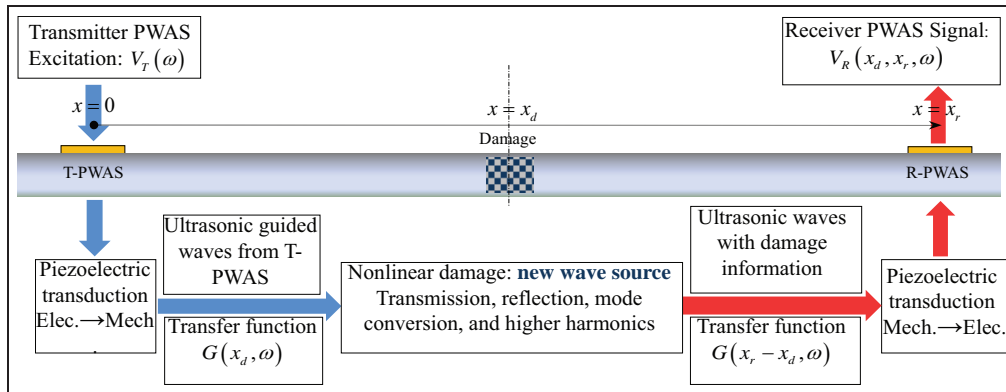 Transmitter PWAS
Excitation: V_T(ω)
Receiver PWAS Signal:
V_R(x_d, x_r, ω)
x = 0
x = x_d
x = x_r
Damage
T-PWAS
R-PWAS
Ultrasonic guided
waves from T-
PWAS
Ultrasonic waves
with damage
information
Piezoelectric
transduction
Elec.→Mech
.
Nonlinear damage: new wave source
Transmission, reflection, mode
conversion, and higher harmonics
Piezoelectric
transduction
Mech.→Elec.
Transfer function
G(x_d, ω)
Transfer function
G(x_r − x_d, ω)